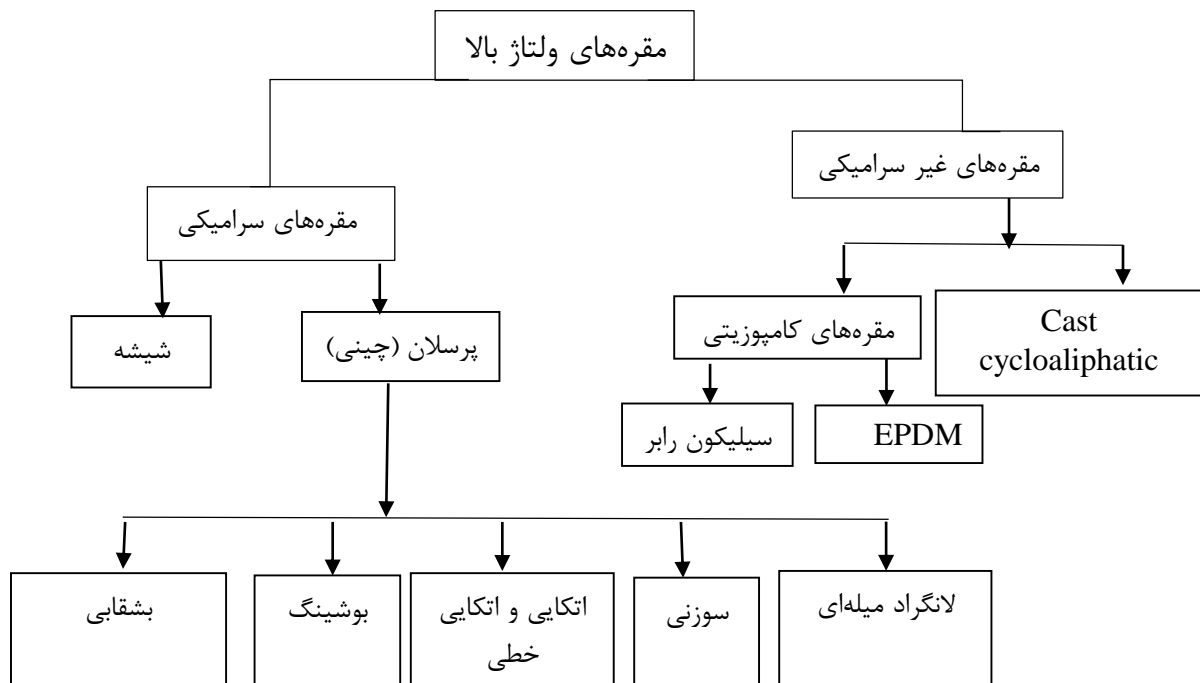 مقره‌های ولتاژ بالا
مقره‌های غیر سرامیکی
مقره‌های سرامیکی
Cast
cycloaliphatic
مقره‌های کامپوزیتی
پرسلان (چینی)
شیشه
EPDM
سیلیکون رابر
لانگراد میله‌ای
سوزنی
اتکایی و اتکایی
خطی
بوشینگ
بشقابی